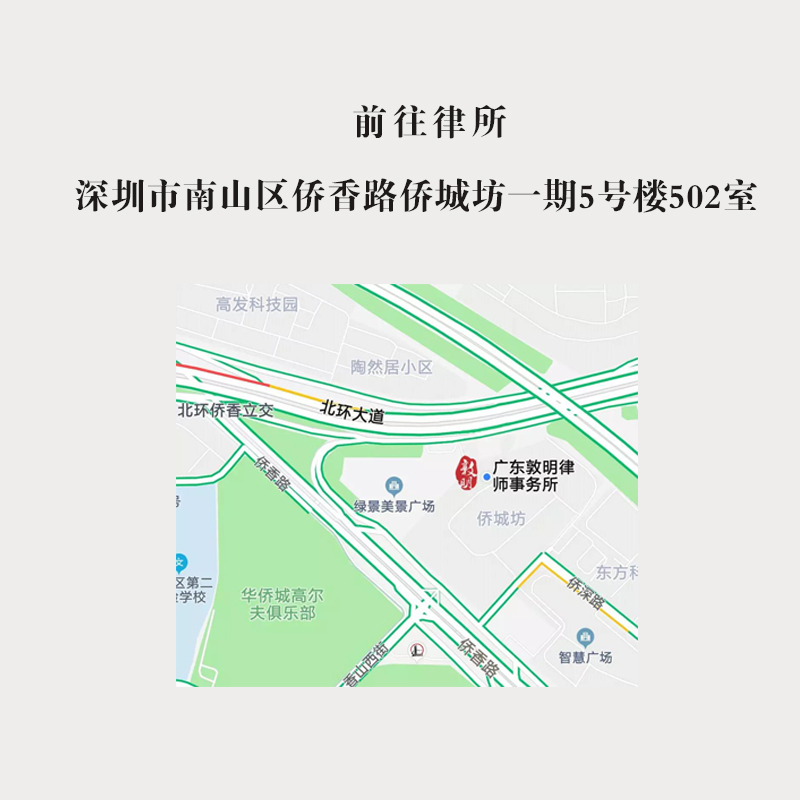 前往律所
深圳市南山区侨香路侨城坊一期5号楼502室
高发科技园
陶然居小区
北环侨香立交
北环大道
侨香路
敦明
广东敦明律
师事务所
绿景美景广场
侨城坊
号
东方科
区第二
学校
华侨城高尔
夫俱乐部
侨深路
智慧广场
侨香路
香山西街